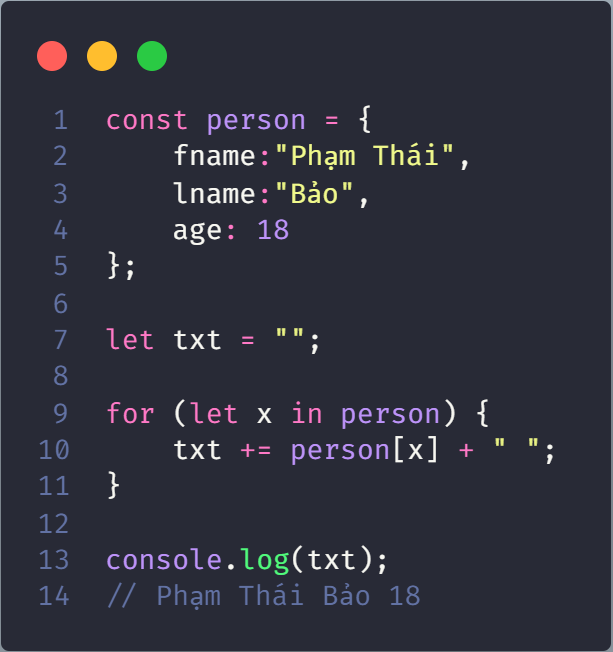 1 const person = {
2 fname:"Phạm Thái",
3 lname:"Bảo",
4 age: 18
5 };
6
7 let txt = "";
8
9 for (let x in person) {
10 txt += person[x] + " ";
11 }
12
13 console.log(txt);
14 // Phạm Thái Bảo 18